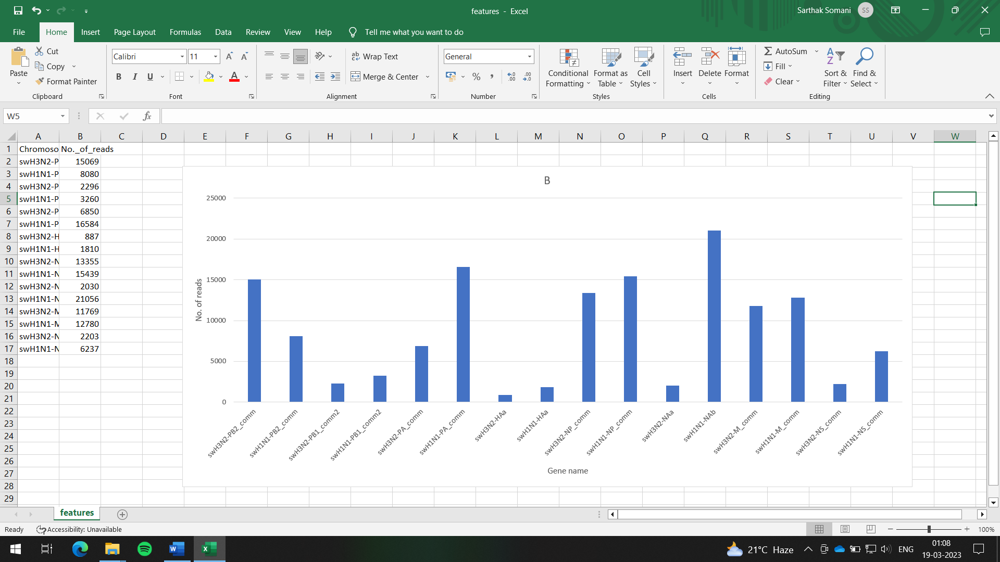 features - Excel
Sarthak Somani SS
File Home Insert Page Layout Formulas Data Review View Help Tell me what you want to do
Paste
Cut
Copy
Format Painter
Clipboard
Calibri 11
B I U
Font
Wrap Text
Merge & Center
Alignment
General
Number
Conditional Formatting
Format as Table
Cell Styles
Styles
Insert Delete Format
Cells
AutoSum
Fill
Clear
Sort & Filter
Find & Select
Editing
W5
fx
A B C D E F G H I J K L M N O P Q R S T U V W
1 Chromoso No._of_reads
2 swH3N2-P 15069
3 swH1N1-P 8080
4 swH3N2-P 2296
5 swH1N1-P 3260
6 swH3N2-P 6850
7 swH1N1-P 16584
8 swH3N2-H 887
9 swH1N1-H 1810
10 swH3N2-N 13355
11 swH1N1-N 15439
12 swH3N2-N 2030
13 swH1N1-N 21056
14 swH3N2-M 11769
15 swH1N1-M 12780
16 swH3N2-N 2203
17 swH1N1-N 6237
18
19
20
21
22
23
24
25
26
27
28
29
B
25000
20000
15000
10000
5000
0
No. of reads
swH3N2-PB2_comm
swH1N1-PB2_comm
swH3N2-PB1_comm2
swH1N1-PB1_comm2
swH3N2-PA_comm
swH1N1-PA_comm
swH3N2-HAa
swH1N1-HAa
swH3N2-NP_comm
swH1N1-NP_comm
swH3N2-NAa
swH1N1-NAb
swH3N2-M_comm
swH1N1-M_comm
swH3N2-NS_comm
swH1N1-NS_comm
Gene name
features
Ready Accessibility: Unavailable 100%
21°C Haze ENG
01:08
19-03-2023